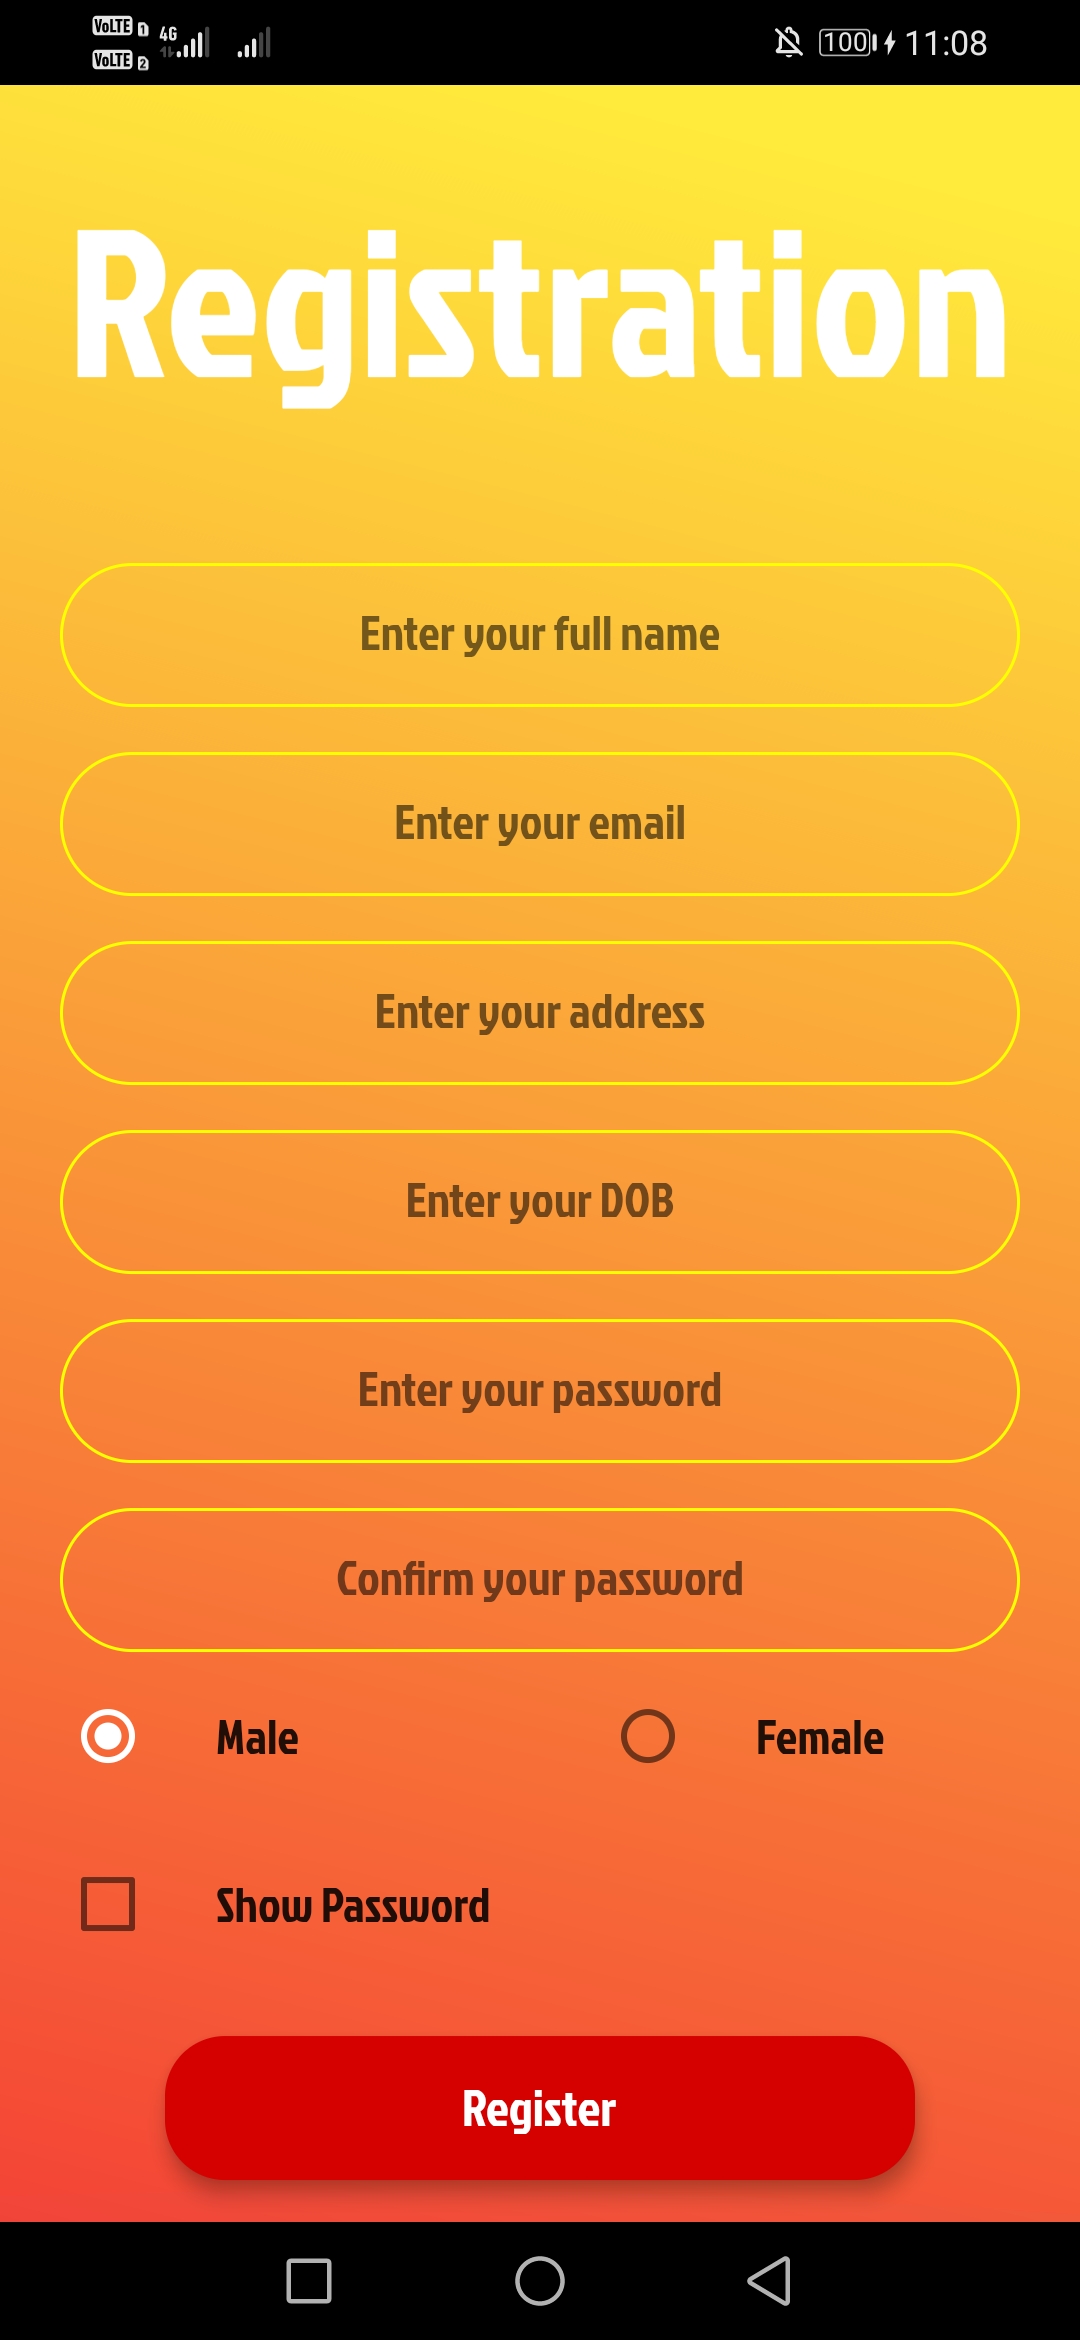 VoLTE 1 4G 100 11:08
VoLTE 2
Registration
Enter your full name
Enter your email
Enter your address
Enter your DOB
Enter your password
Confirm your password
Male Female
Show Password
Register